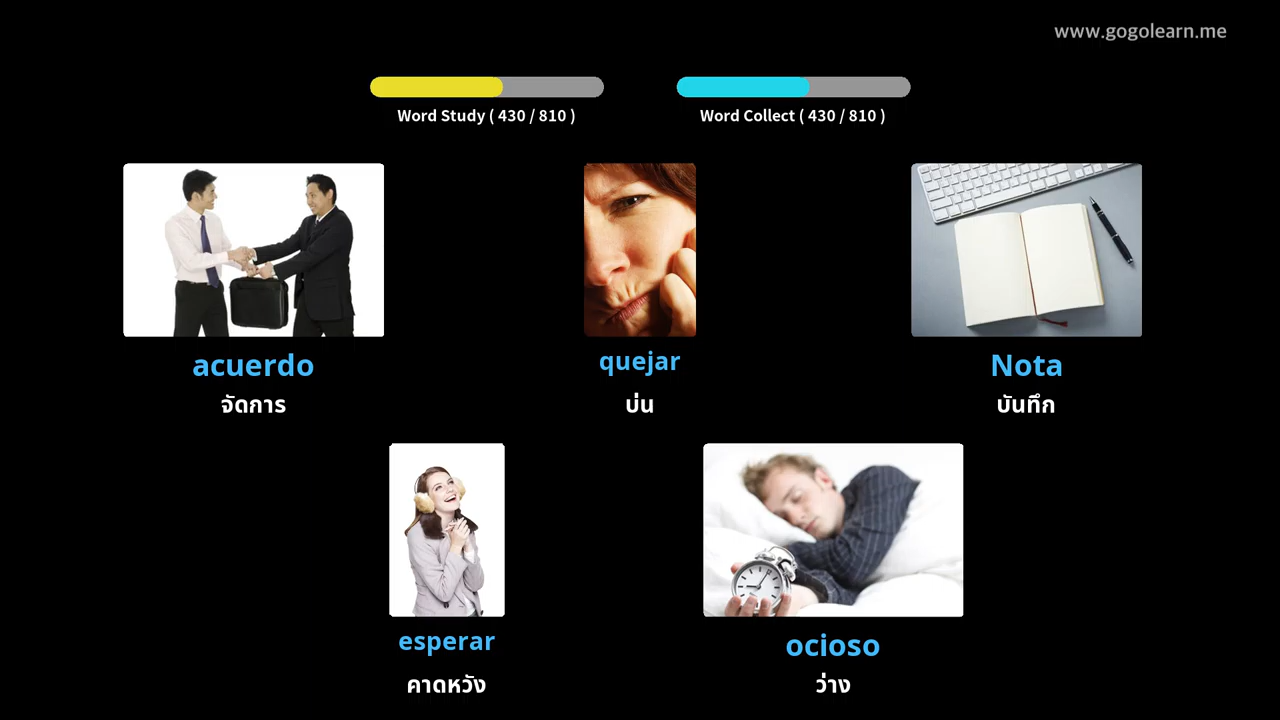 www.gogolearn.me
Word Study ( 430 / 810 )
Word Collect ( 430 / 810 )
acuerdo
จัดการ
quejar
บ่น
Nota
บันทึก
esperar
คาดหวัง
ocioso
ว่าง